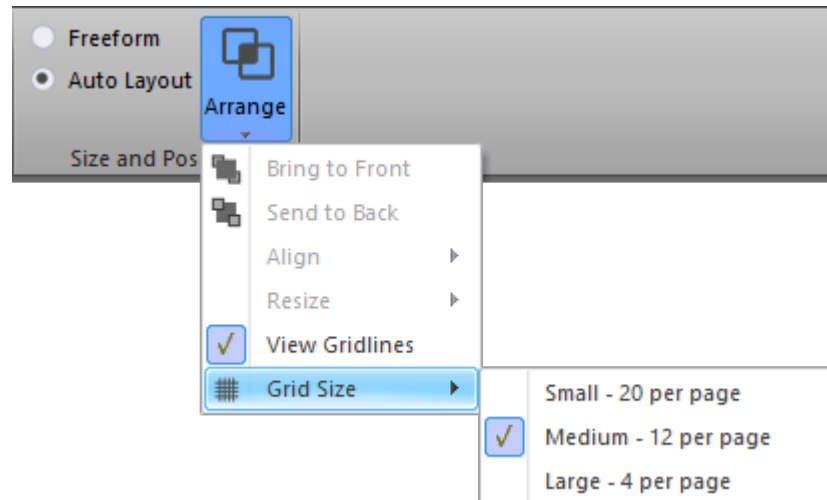 Freeform
Auto Layout
Arrange
Size and Pos
Bring to Front
Send to Back
Align
Resize
View Gridlines
Grid Size
Small - 20 per page
Medium - 12 per page
Large - 4 per page